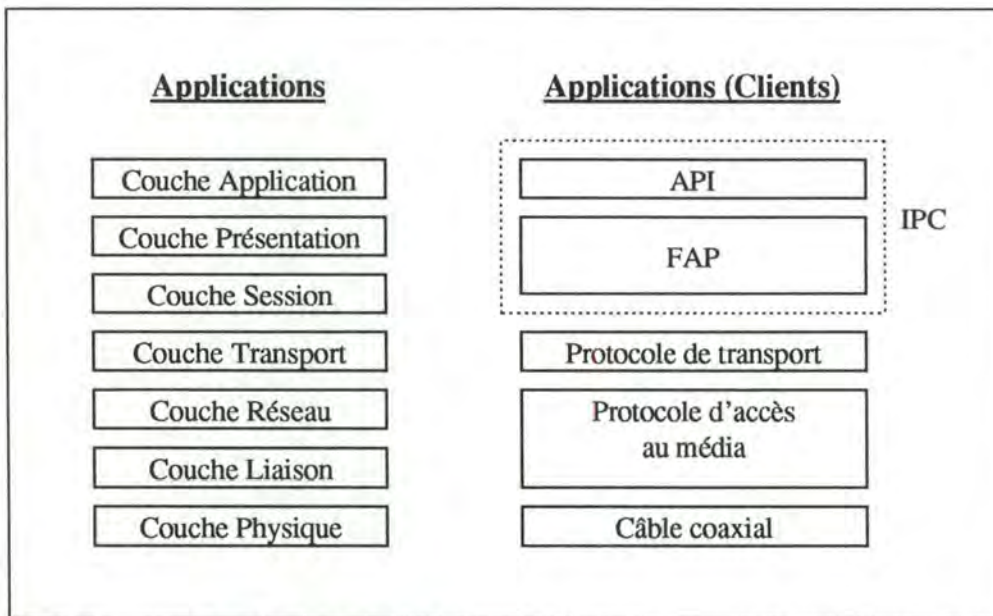 Applications
Couche Application
Couche Présentation
Couche Session
Couche Transport
Couche Réseau
Couche Liaison
Couche Physique
Applications (Clients)
API
FAP
IPC
Protocole de transport
Protocole d'accès
au média
Câble coaxial